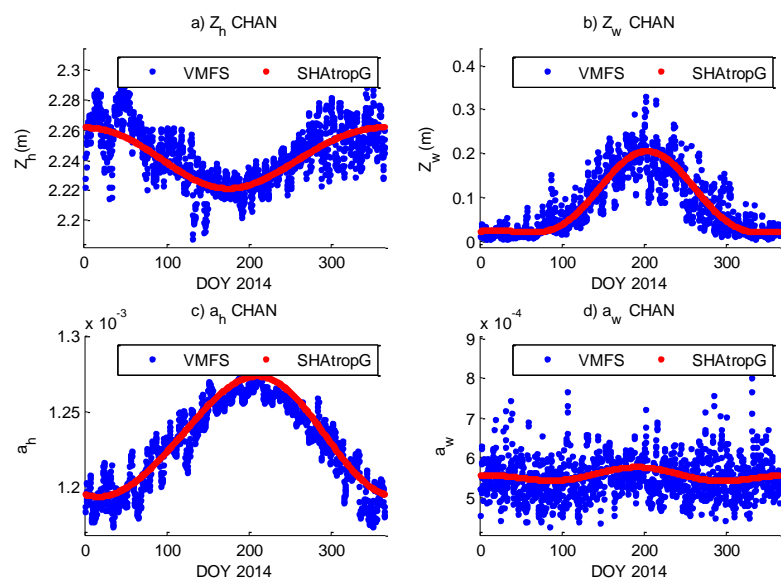 a) Z_h CHAN
VMFS SHAtropG
2.3
2.28
2.26
2.24
2.22
2.2
Z_h(m)
0 100 200 300
DOY 2014
b) Z_w CHAN
VMFS SHAtropG
0.4
0.3
0.2
0.1
0
Z_w (m)
0 100 200 300
DOY 2014
c) a_h CHAN
x 10^-3
VMFS SHAtropG
1.3
1.25
1.2
a_h
0 100 200 300
DOY 2014
d) a_w CHAN
x 10^-4
VMFS SHAtropG
9
8
7
6
5
a_w
0 100 200 300
DOY 2014